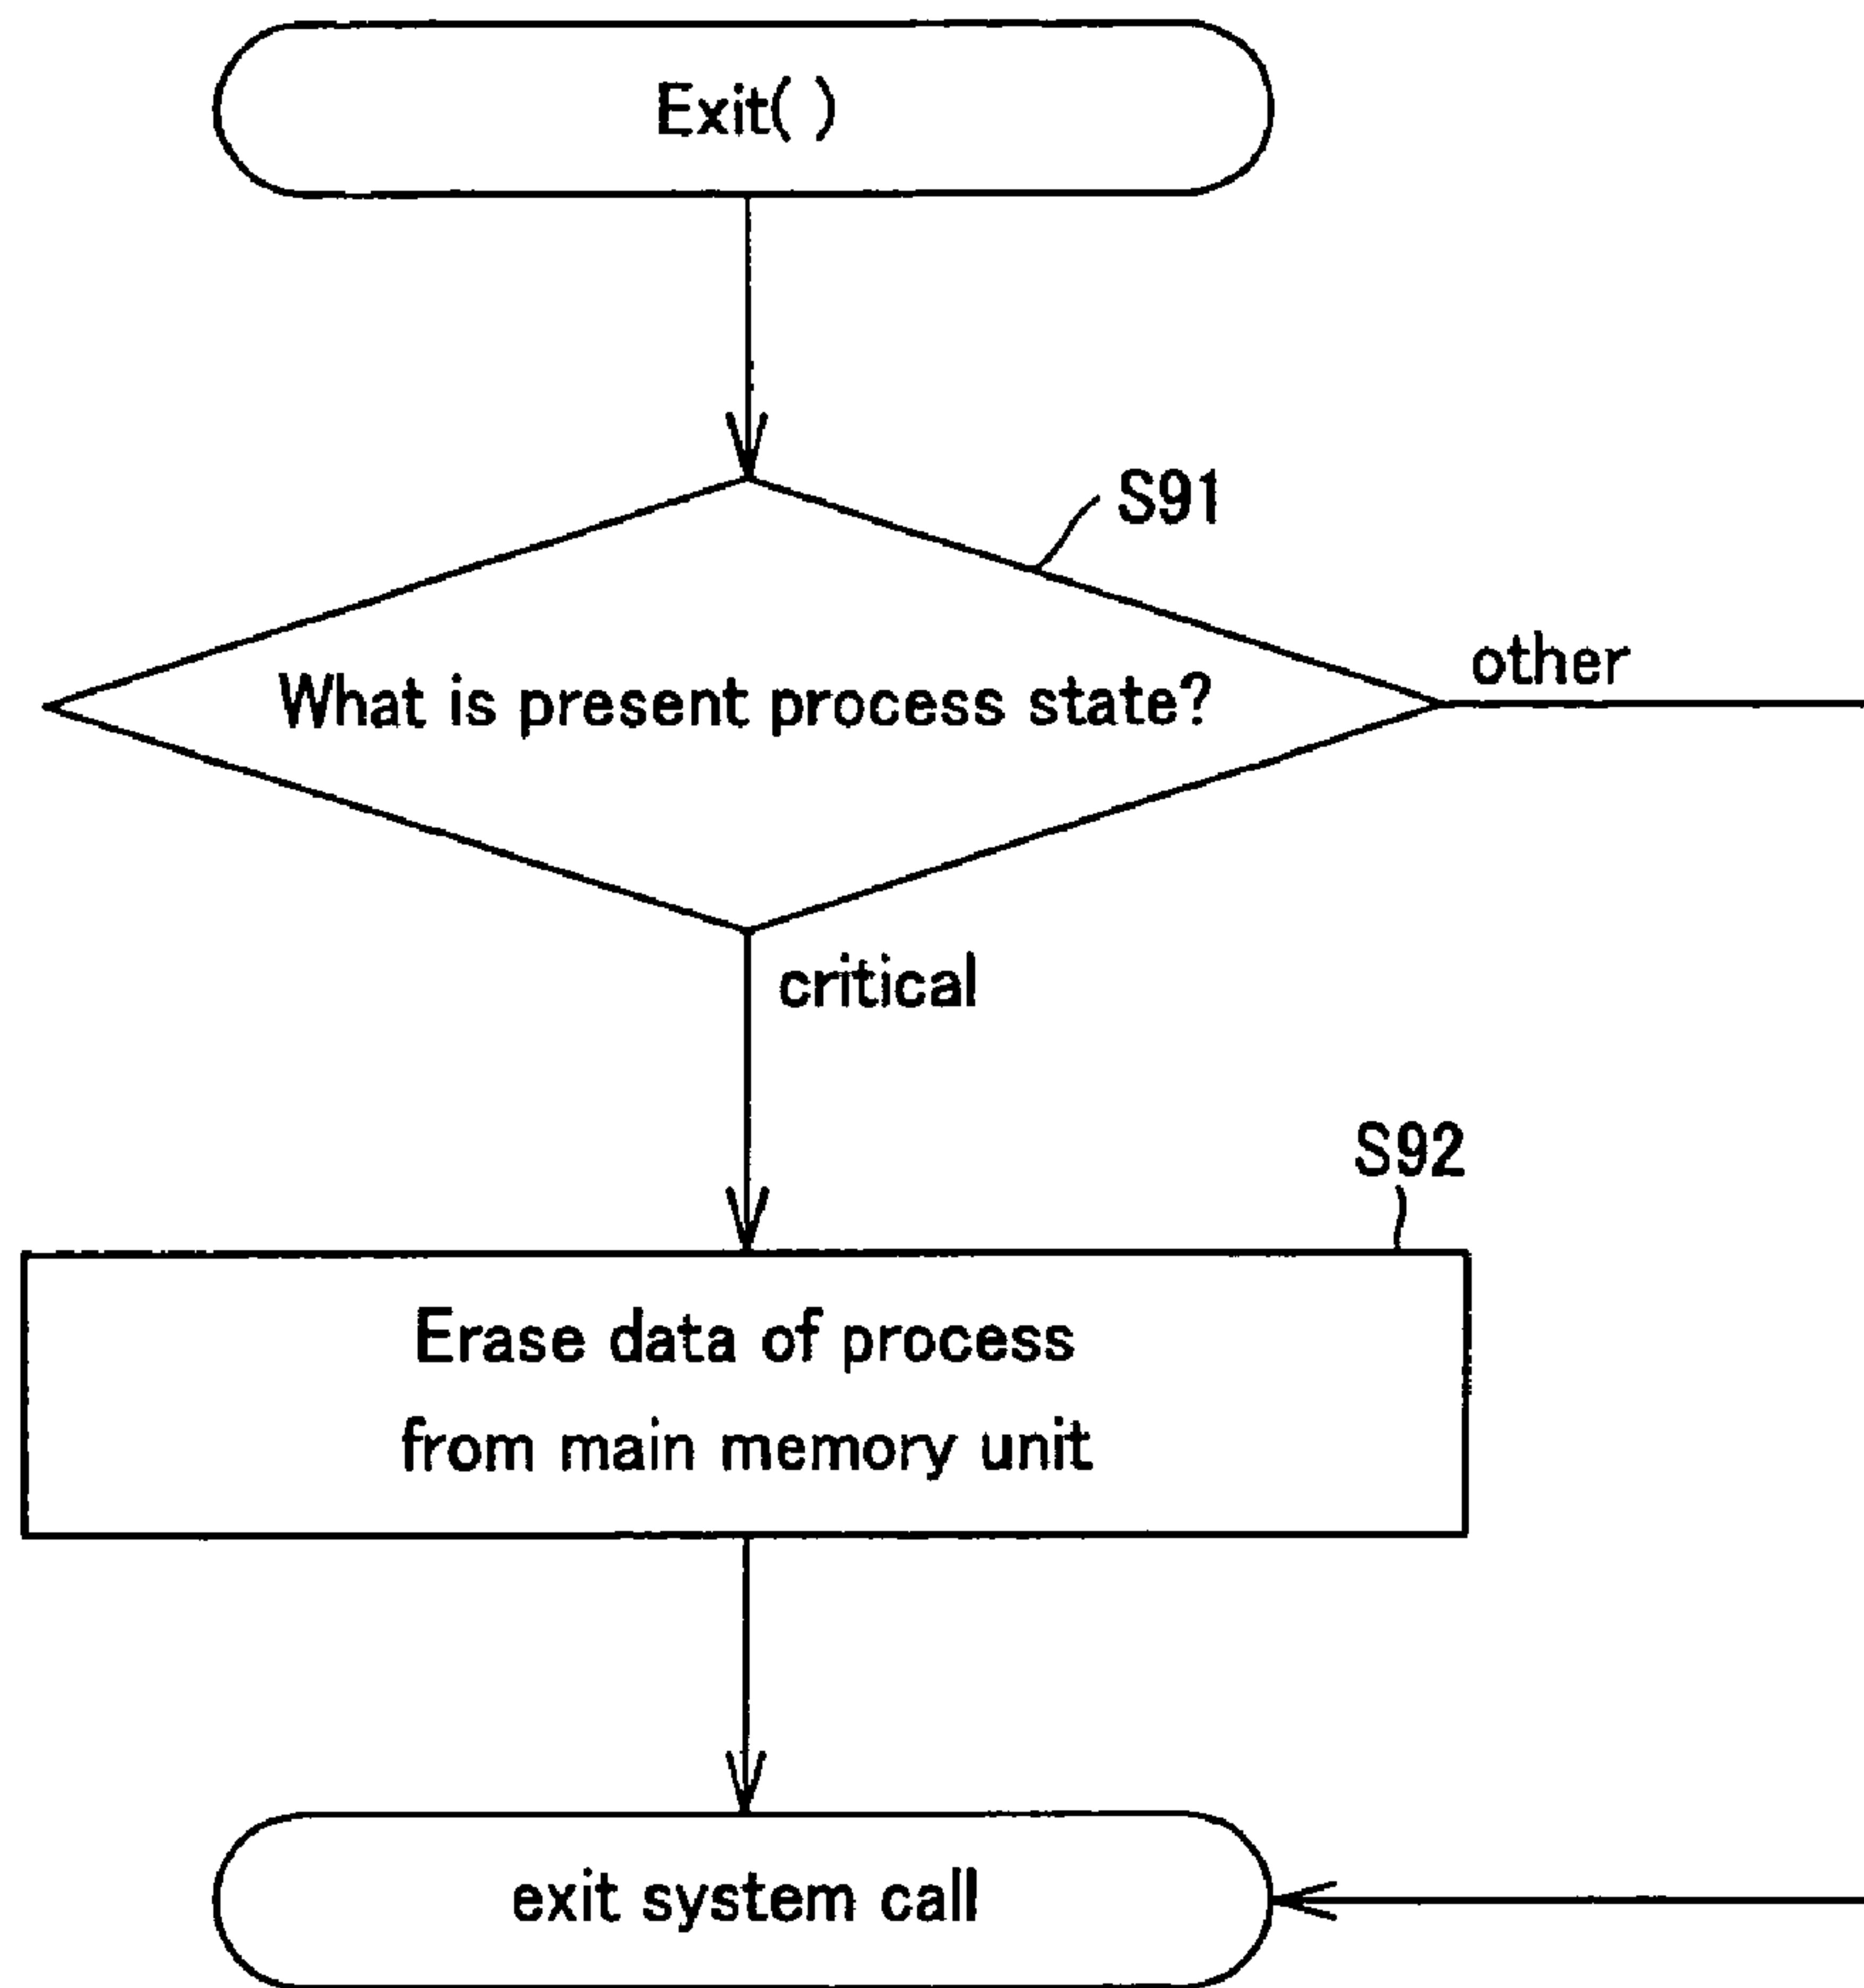 Exit( )
S91
What is present process state?
other
critical
S92
Erase data of process
from main memory unit
exit system call